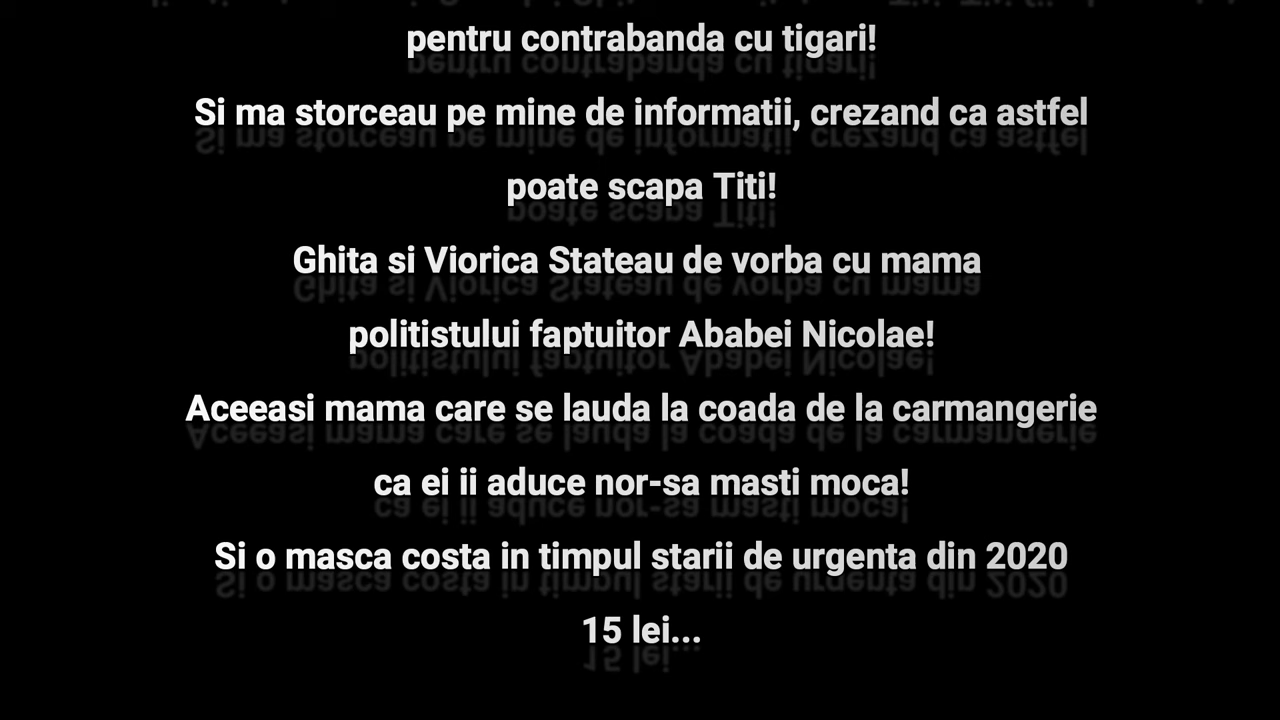 pentru contrabanda cu tigari!
Si ma storceau pe mine de informatii, crezand ca astfel
poate scapa Titi!
Ghita si Viorica Stateau de vorba cu mama
politistului faptuitor Ababei Nicolae!
Aceeasi mama care se lauda la coada de la carmangerie
ca ei ii aduce nor-sa masti moca!
Si o masca costa in timpul starii de urgenta din 2020
15 lei...